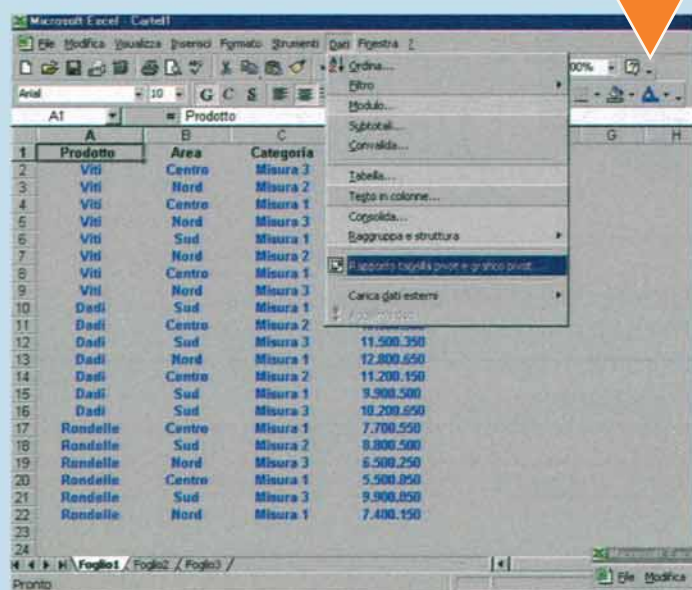 Microsoft Excel - Cartel1
File Modifica Visualizza Inserisci Formato Strumenti Dati Finestra ?
00%
Arial 10 G C S
A1 = Prodotto
Ordina...
Filtro
Modulo...
Subtotali...
Convalida...
Tabella...
Testo in colonne...
Consolida...
Raggruppa e struttura
Rapporto tabella pivot e grafico pivot...
Carica dati esterni
A B C G H
1 Prodotto Area Categoria
2 Viti Centro Misura 3
3 Viti Nord Misura 2
4 Viti Centro Misura 1
5 Viti Nord Misura 3
6 Viti Sud Misura 1
7 Viti Nord Misura 2
8 Viti Centro Misura 1
9 Viti Nord Misura 3
10 Dadi Sud Misura 1
11 Dadi Centro Misura 2
12 Dadi Sud Misura 3 11.500.350
13 Dadi Nord Misura 1 12.800.650
14 Dadi Centro Misura 2 11.200.150
15 Dadi Sud Misura 1 9.900.500
16 Dadi Sud Misura 3 10.200.650
17 Rondelle Centro Misura 1 7.700.550
18 Rondelle Sud Misura 2 8.800.500
19 Rondelle Nord Misura 3 6.500.250
20 Rondelle Centro Misura 1 5.500.850
21 Rondelle Sud Misura 3 9.900.850
22 Rondelle Nord Misura 1 7.400.150
23
24
Foglio1 Foglio2 Foglio3
Pronto
Microsoft Exc
File Modifica